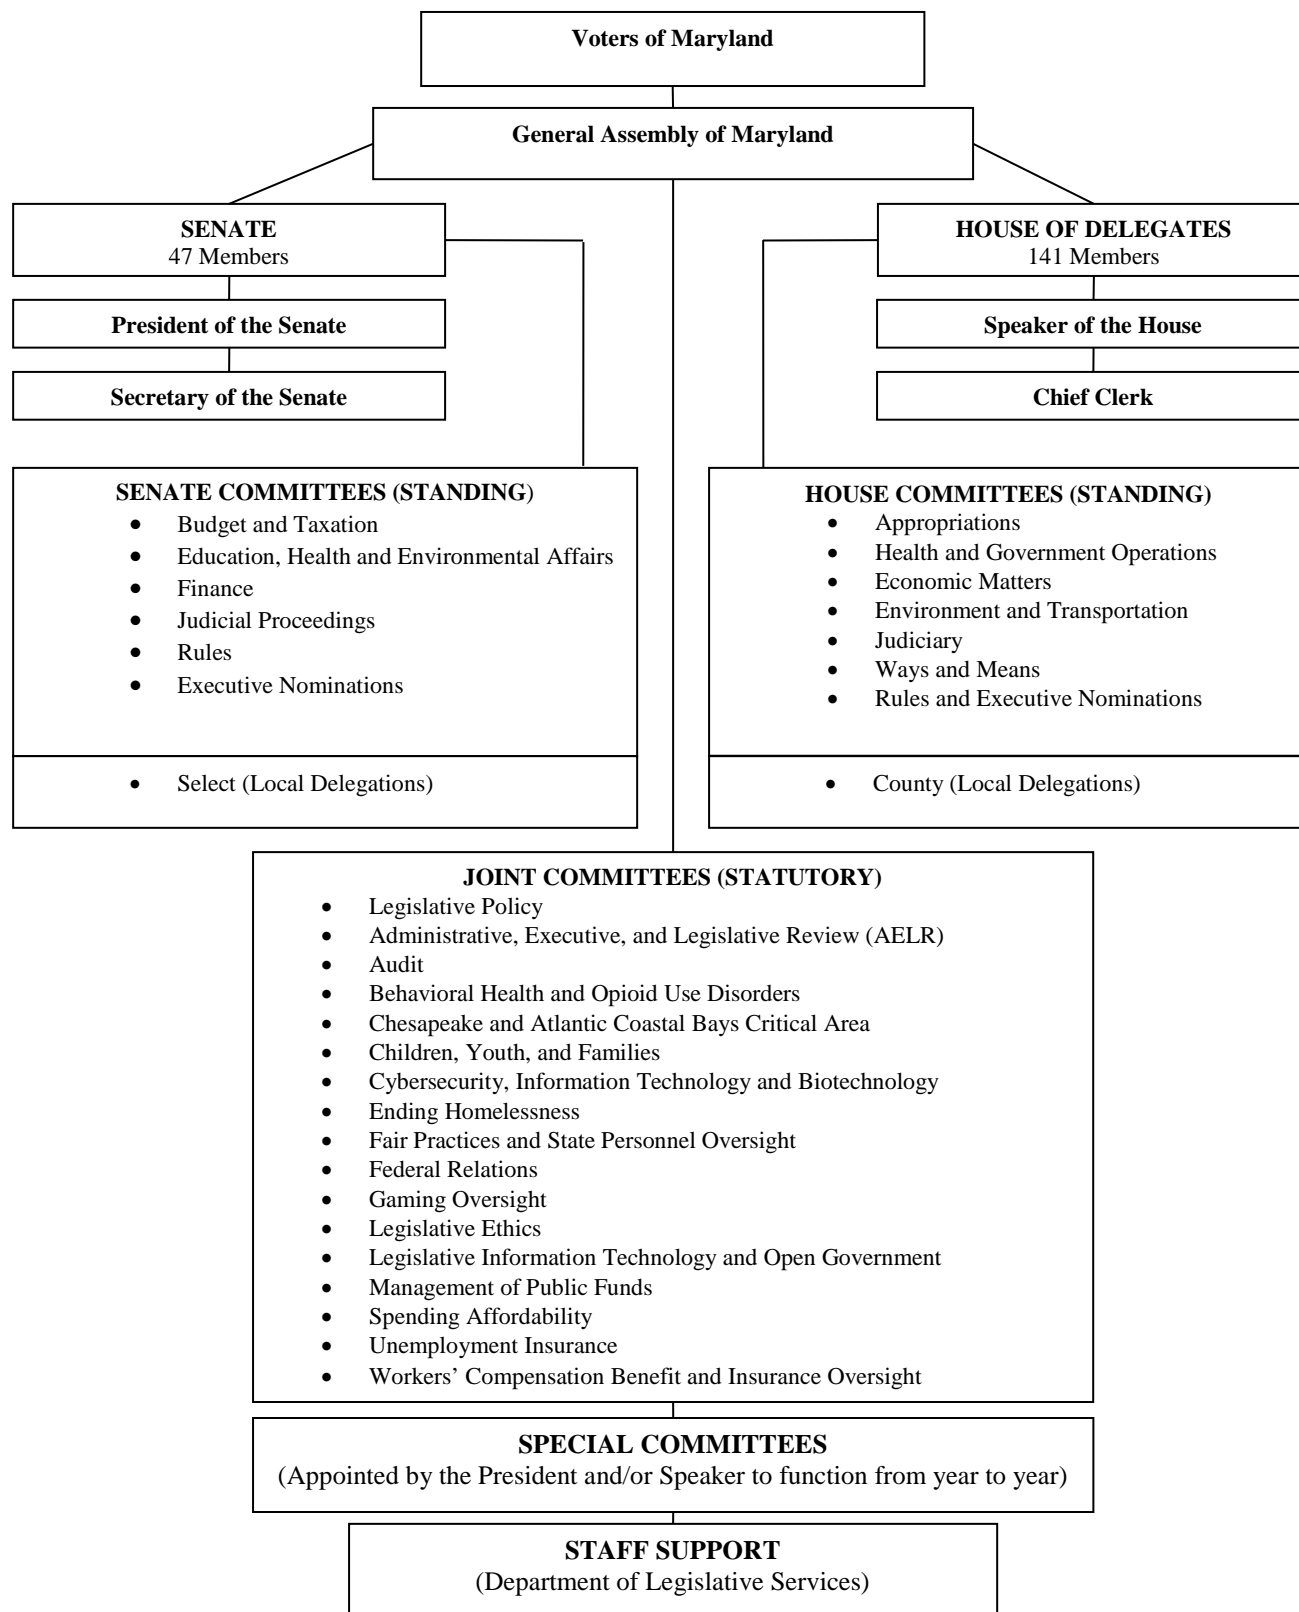 Voters of Maryland
General Assembly of Maryland
SENATE
47 Members
HOUSE OF DELEGATES
141 Members
President of the Senate
Speaker of the House
Secretary of the Senate
Chief Clerk
SENATE COMMITTEES (STANDING)
• Budget and Taxation
• Education, Health and Environmental Affairs
• Finance
• Judicial Proceedings
• Rules
• Executive Nominations
• Select (Local Delegations)
HOUSE COMMITTEES (STANDING)
• Appropriations
• Health and Government Operations
• Economic Matters
• Environment and Transportation
• Judiciary
• Ways and Means
• Rules and Executive Nominations
• County (Local Delegations)
JOINT COMMITTEES (STATUTORY)
• Legislative Policy
• Administrative, Executive, and Legislative Review (AELR)
• Audit
• Behavioral Health and Opioid Use Disorders
• Chesapeake and Atlantic Coastal Bays Critical Area
• Children, Youth, and Families
• Cybersecurity, Information Technology and Biotechnology
• Ending Homelessness
• Fair Practices and State Personnel Oversight
• Federal Relations
• Gaming Oversight
• Legislative Ethics
• Legislative Information Technology and Open Government
• Management of Public Funds
• Spending Affordability
• Unemployment Insurance
• Workers’ Compensation Benefit and Insurance Oversight
SPECIAL COMMITTEES
(Appointed by the President and/or Speaker to function from year to year)
STAFF SUPPORT
(Department of Legislative Services)